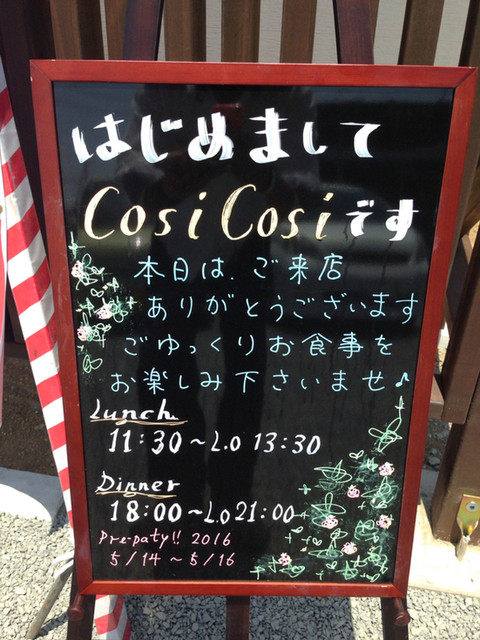 はじめまして
Cosi Cosiです
本日は、ご来店
ありがとうございます
ごゆっくりお食事を
お楽しみ下さいませ♪
Lunch.
11:30〜L.O 13:30
Dinner
18:00〜L.O 21:00
Pre-paty!! 2016
5/14〜5/16